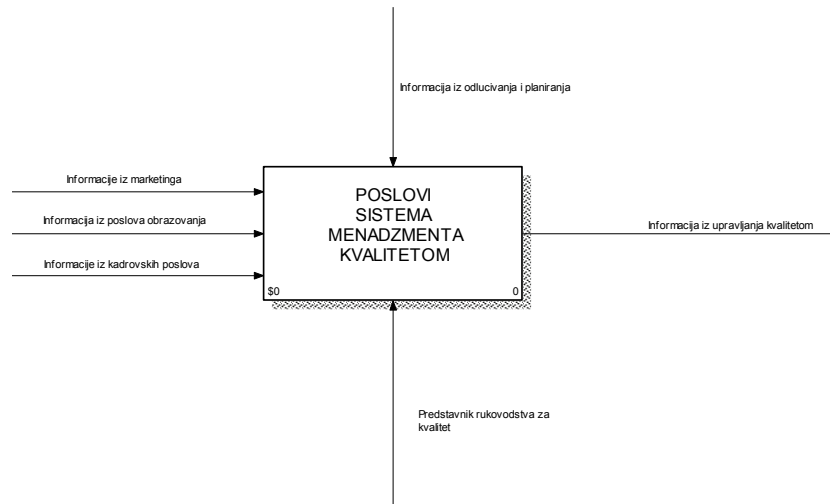 Informacija iz odlucivanja i planiranja
Informacije iz marketinga
Informacija iz poslova obrazovanja
Informacije iz kadrovskih poslova
POSLOVI
SISTEMA
MENADZMENTA
KVALITETOM
$0
0
Informacija iz upravljanja kvalitetom
Predstavnik rukovodstva za
kvalitet